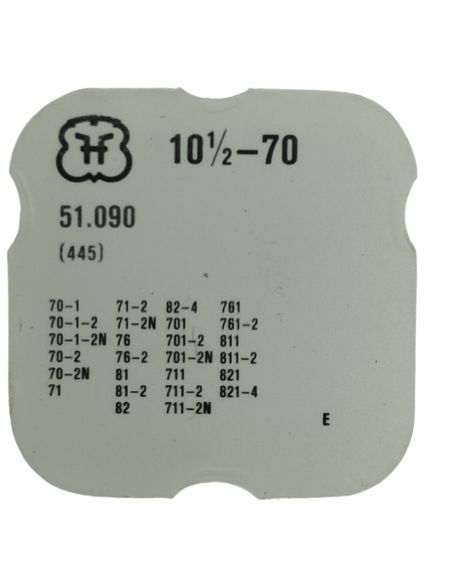 10½-70
51.090
(445)
70-1 71-2 82-4 761
70-1-2 71-2N 701 761-2
70-1-2N 76 701-2 811
70-2 76-2 701-2N 811-2
70-2N 81 711 821
71 81-2 711-2 821-4
82 711-2N
E